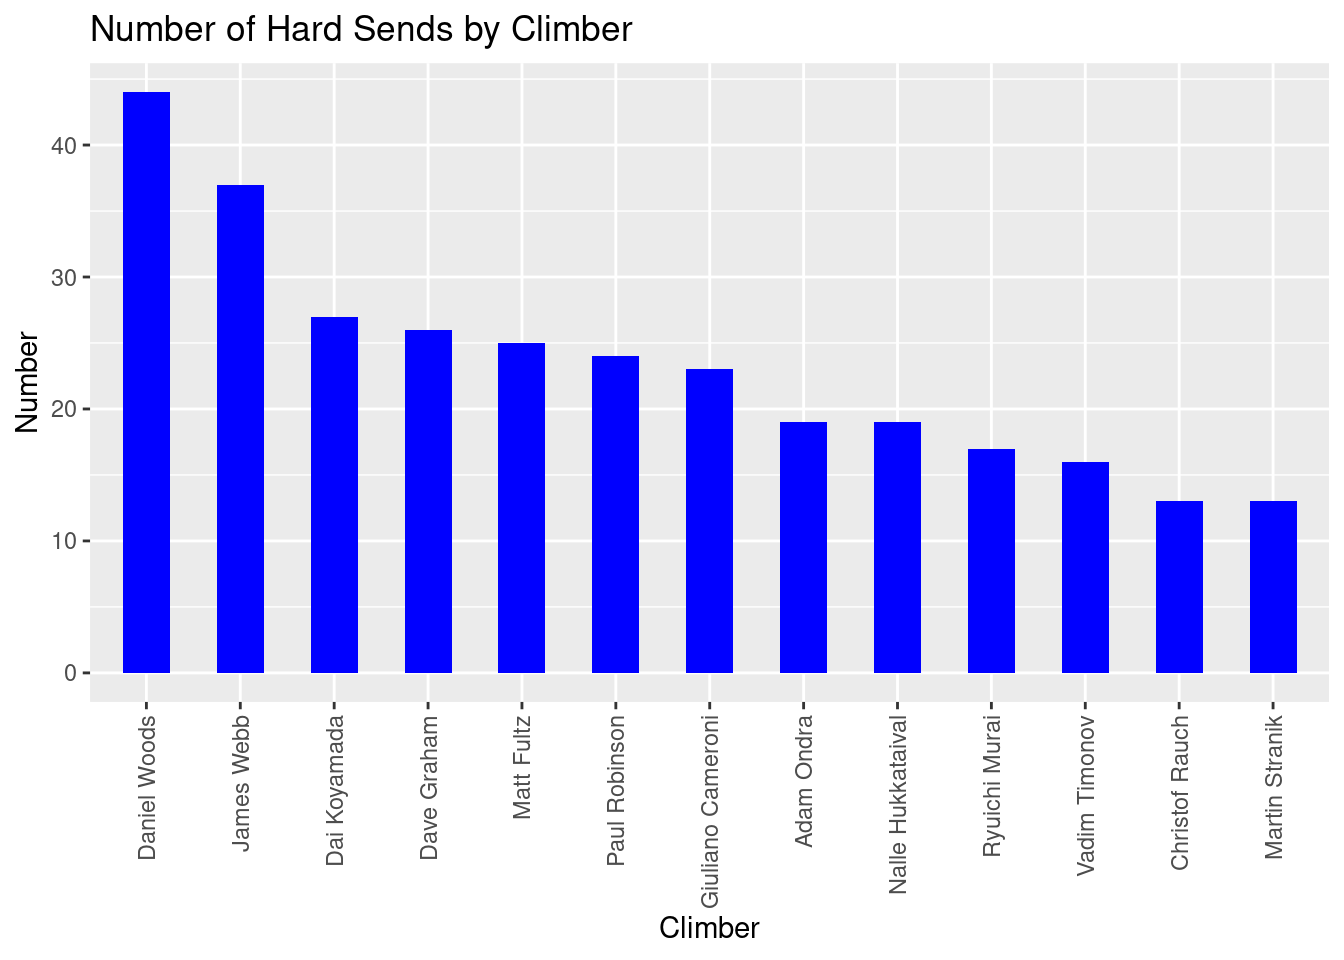 Number of Hard Sends by Climber
Number
40
30
20
10
0
Daniel Woods
James Webb
Dai Koyamada
Dave Graham
Matt Fultz
Paul Robinson
Giuliano Cameroni
Adam Ondra
Nalle Hukkataival
Ryuichi Murai
Vadim Timonov
Christof Rauch
Martin Stranik
Climber